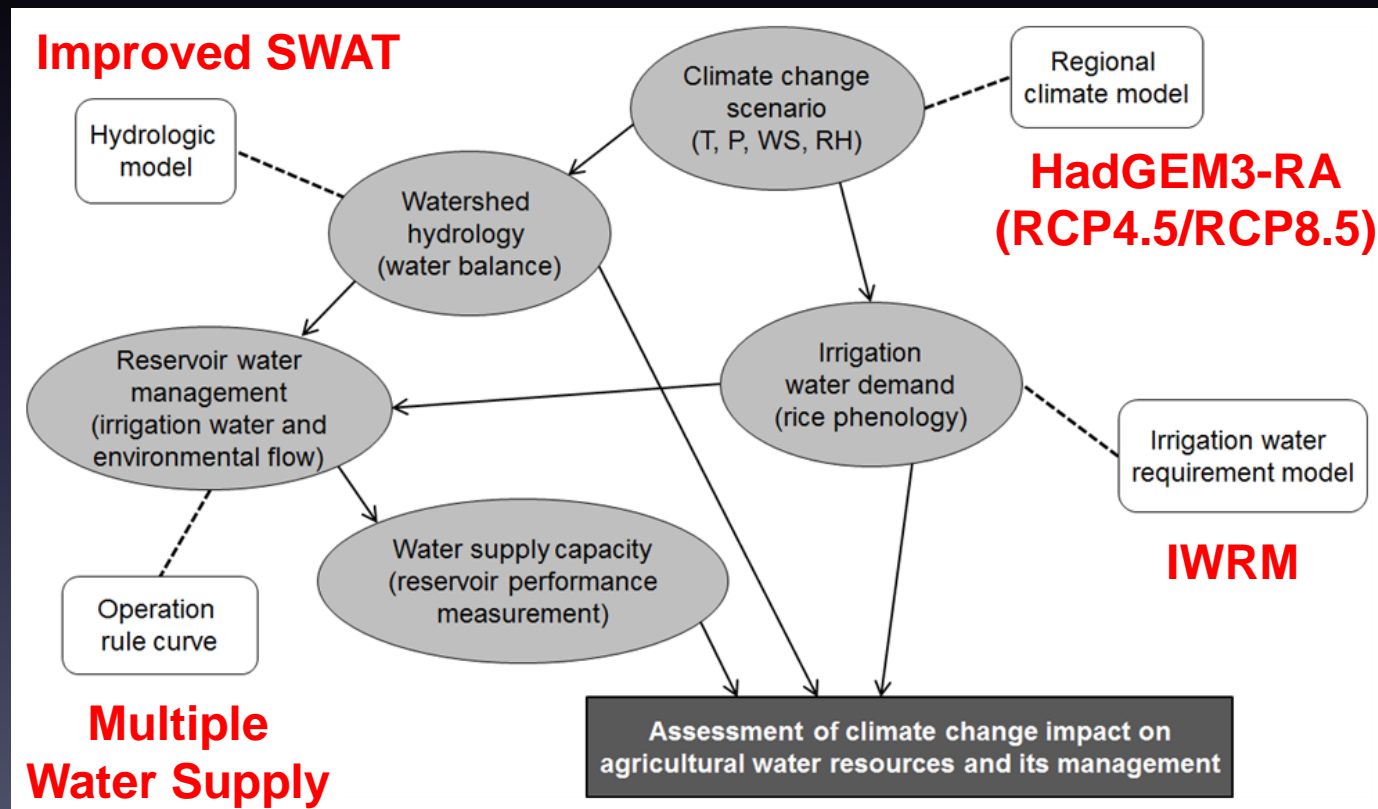 Improved SWAT
Climate change
scenario
(T, P, WS, RH)
Regional
climate model
Hydrologic
model
HadGEM3-RA
(RCP4.5/RCP8.5)
Watershed
hydrology
(water balance)
Reservoir water
management
(irrigation water and
environmental flow)
Irrigation
water demand
(rice phenology)
Irrigation water
requirement model
IWRM
Water supply capacity
(reservoir performance
measurement)
Operation
rule curve
Multiple
Water Supply
Assessment of climate change impact on
agricultural water resources and its management